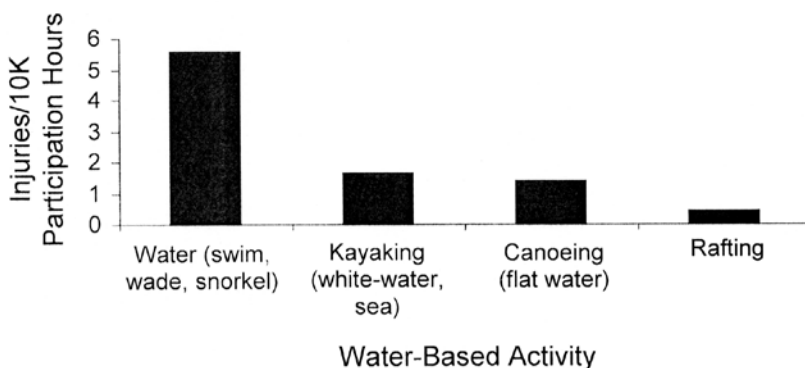 Injuries/10K
Participation Hours
6
5
4
3
2
1
0
Water (swim,
wade, snorkel)
Kayaking
(white-water,
sea)
Canoeing
(flat water)
Rafting
Water-Based Activity